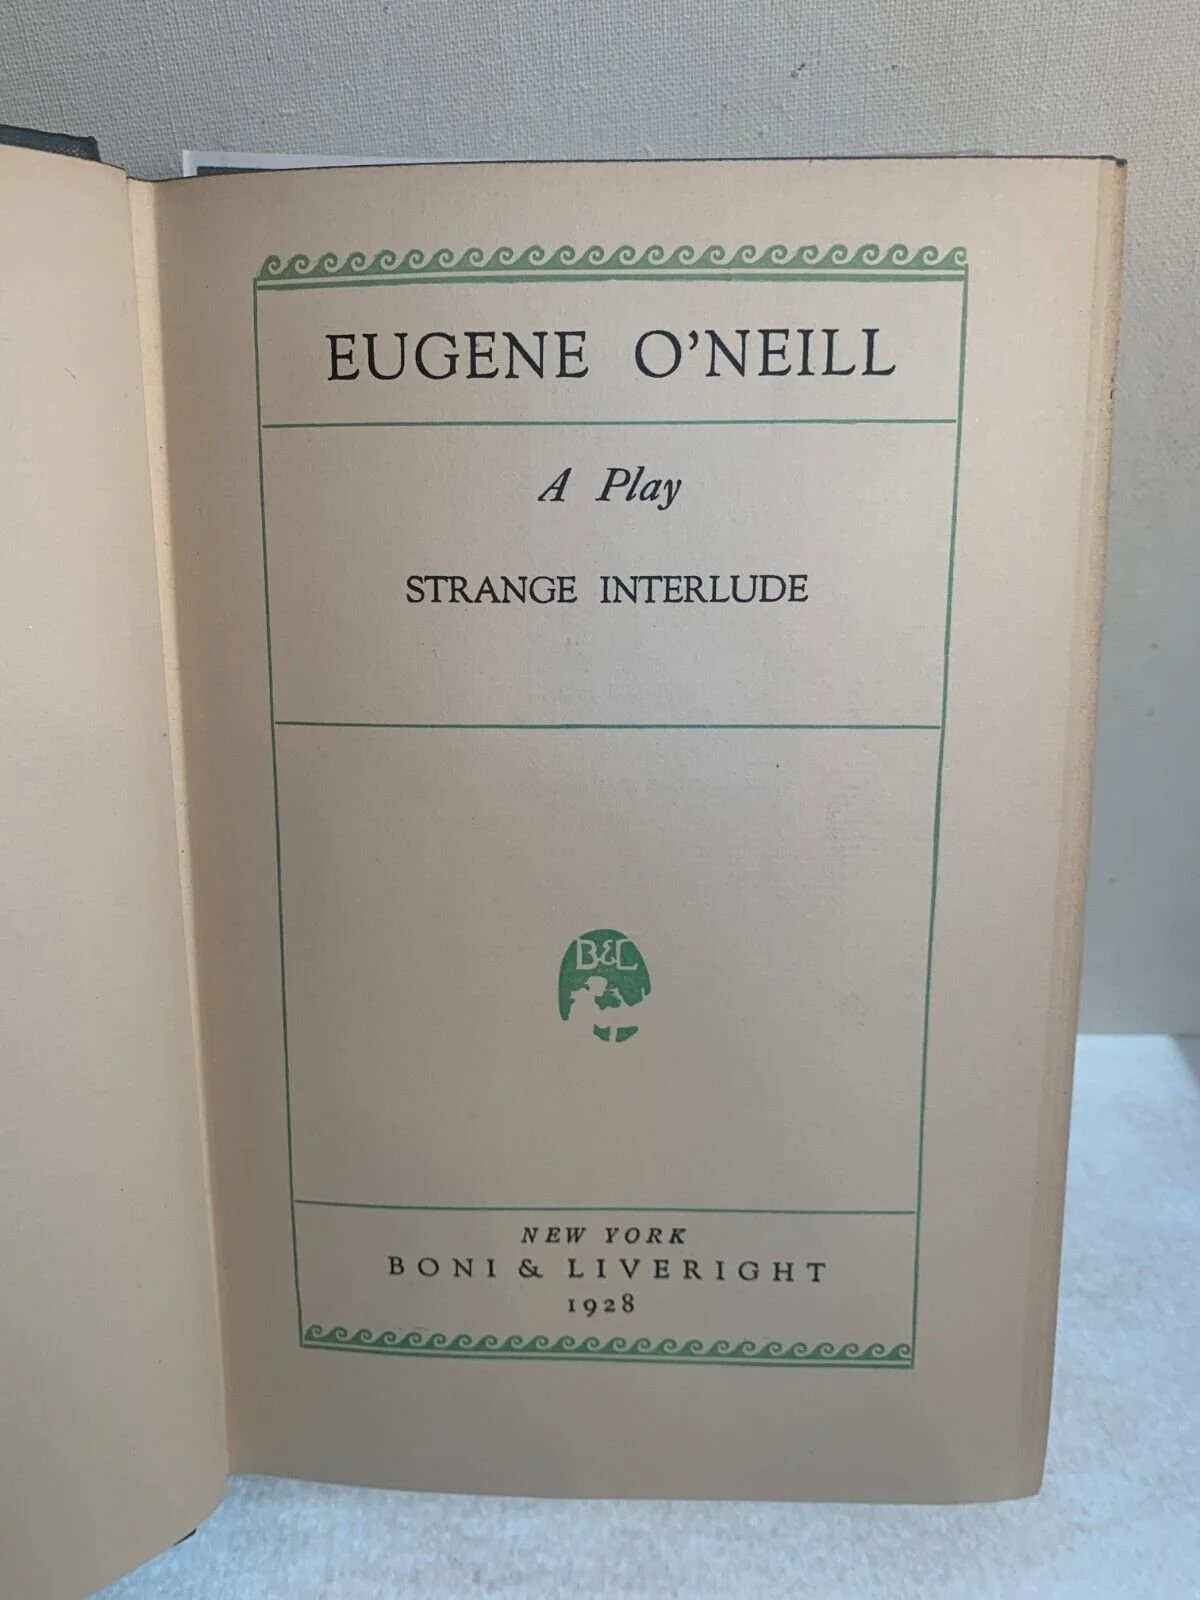 EUGENE O'NEILL
A Play
STRANGE INTERLUDE
B&L
NEW YORK
BONI & LIVERIGHT
1928